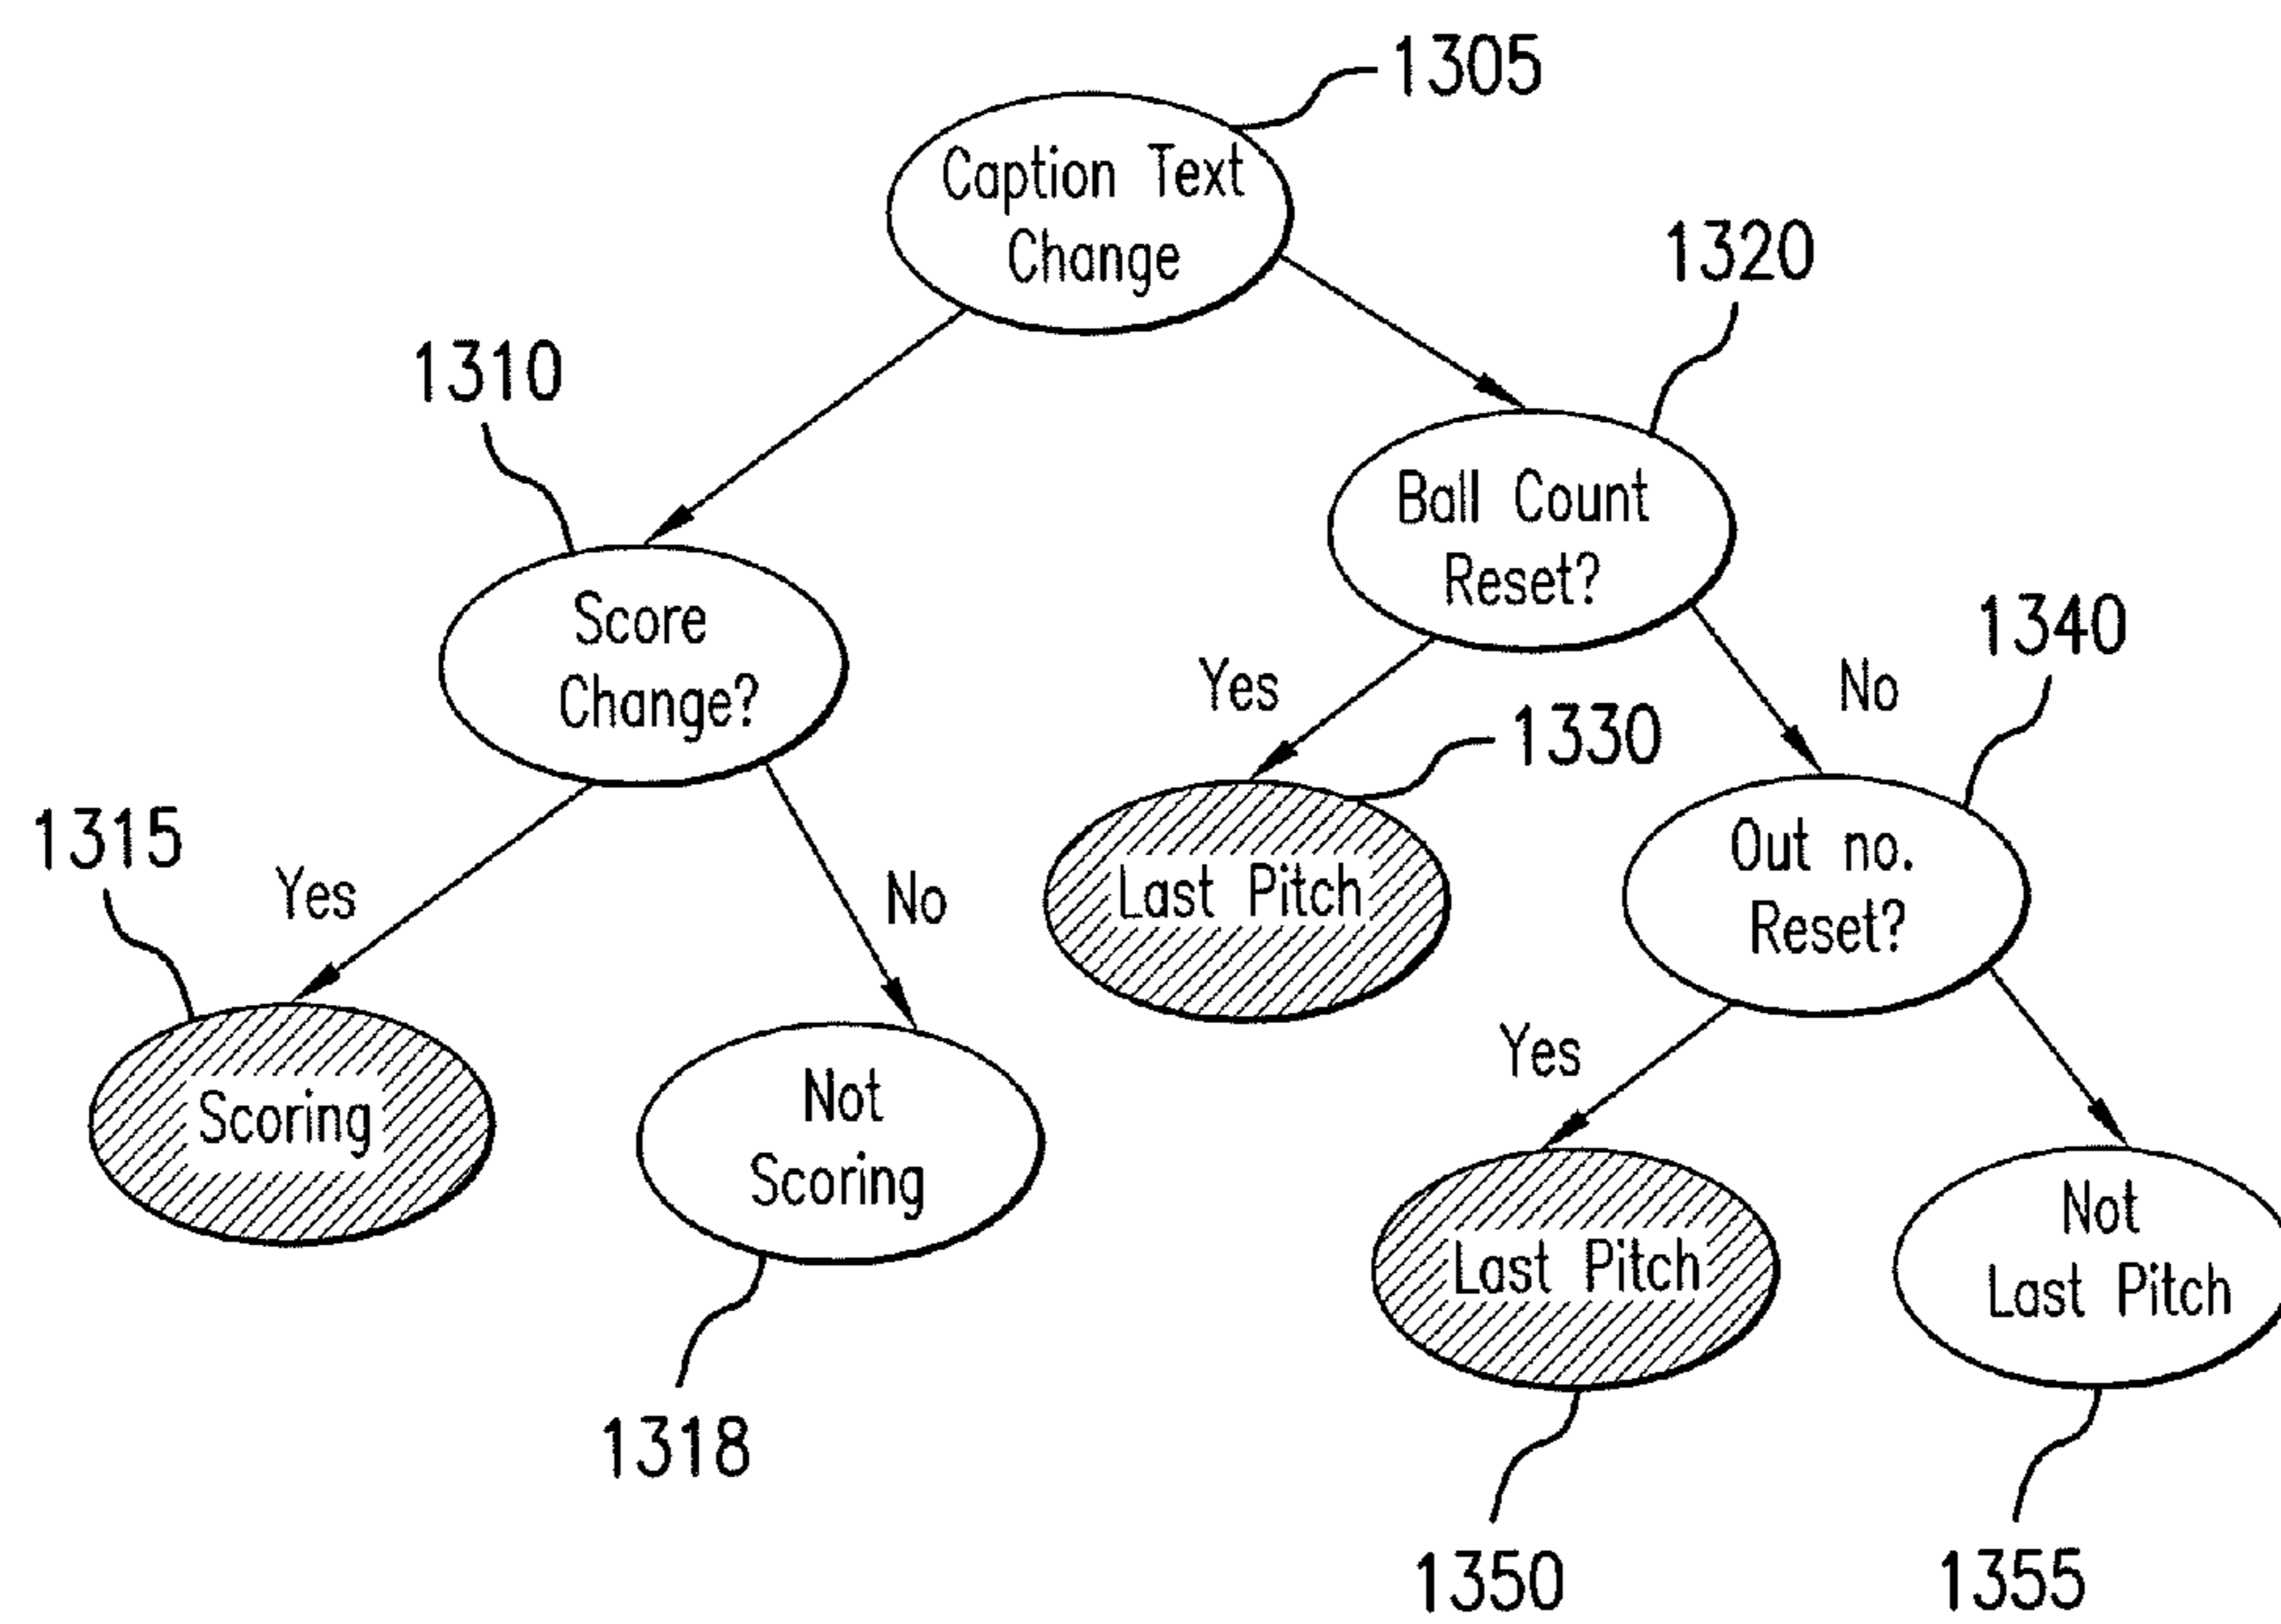 1305
Caption Text
Change
1320
1310
Ball Count
Reset?
1340
Score
Change?
Yes
No
1330
1315
Out no.
Reset?
Yes
No
Last Pitch
Yes
Scoring
Not
Scoring
Last Pitch
Not
Last Pitch
1318
1350
1355